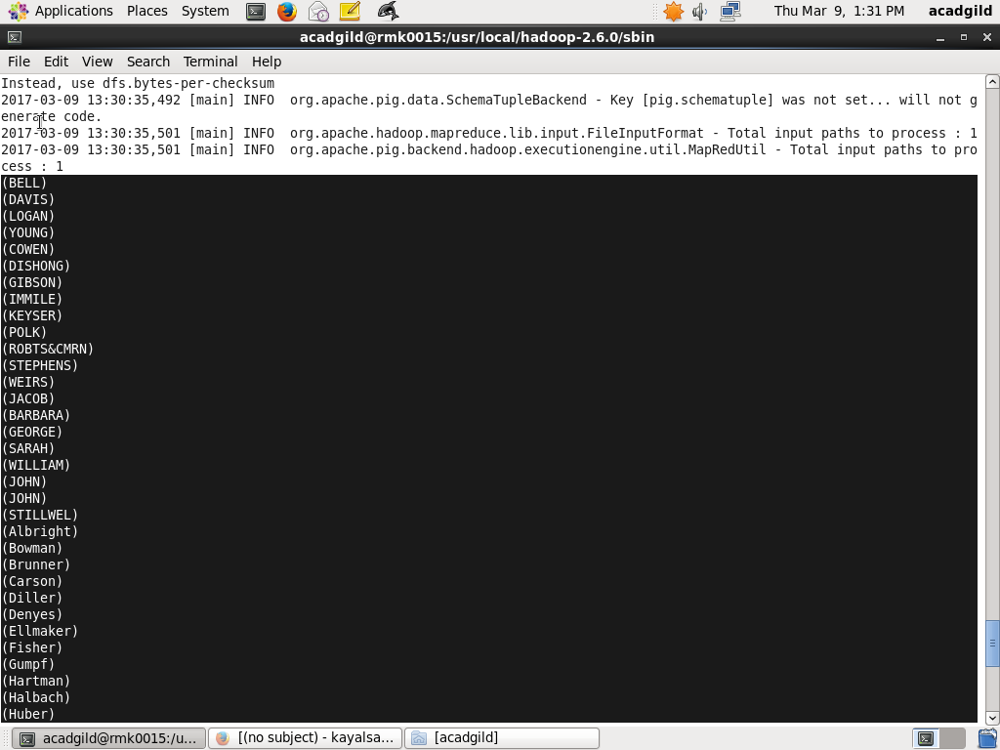 Applications Places System Thu Mar 9, 1:31 PM acadgild
acadgild@rmk0015:/usr/local/hadoop-2.6.0/sbin
File Edit View Search Terminal Help
Instead, use dfs.bytes-per-checksum
2017-03-09 13:30:35,492 [main] INFO  org.apache.pig.data.SchemaTupleBackend - Key [pig.schematuple] was not set... will not g
enerate code.
2017-03-09 13:30:35,501 [main] INFO  org.apache.hadoop.mapreduce.lib.input.FileInputFormat - Total input paths to process : 1
2017-03-09 13:30:35,501 [main] INFO  org.apache.pig.backend.hadoop.executionengine.util.MapRedUtil - Total input paths to pro
cess : 1
(BELL)
(DAVIS)
(LOGAN)
(YOUNG)
(COWEN)
(DISHONG)
(GIBSON)
(IMMILE)
(KEYSER)
(POLK)
(ROBTS&CMRN)
(STEPHENS)
(WEIRS)
(JACOB)
(BARBARA)
(GEORGE)
(SARAH)
(WILLIAM)
(JOHN)
(JOHN)
(STILLWEL)
(Albright)
(Bowman)
(Brunner)
(Carson)
(Diller)
(Denyes)
(Ellmaker)
(Fisher)
(Gumpf)
(Hartman)
(Halbach)
(Huber)
acadgild@rmk0015:/u... [(no subject) - kayalsa... [acadgild]